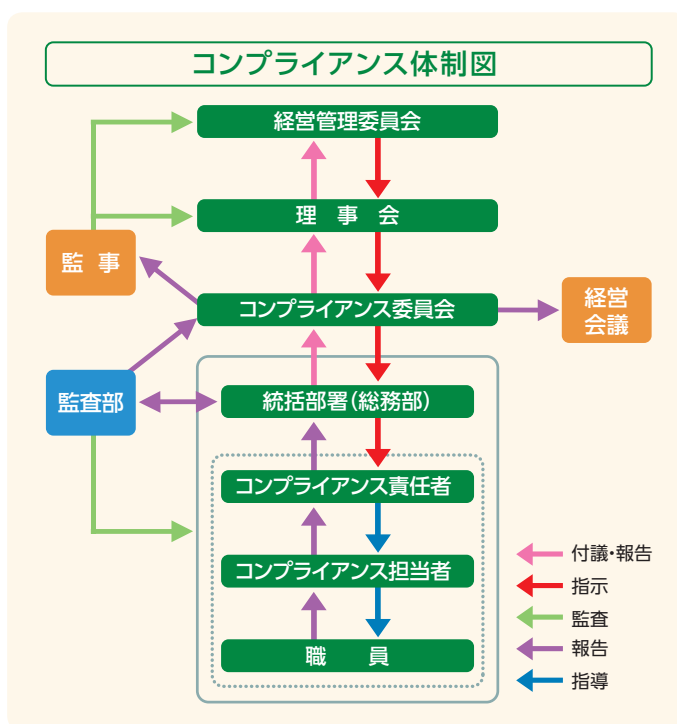 コンプライアンス体制図
経営管理委員会
理事会
監事
コンプライアンス委員会
経営
会議
監査部
統括部署(総務部)
コンプライアンス責任者
コンプライアンス担当者
職員
付議・報告
指示
監査
報告
指導